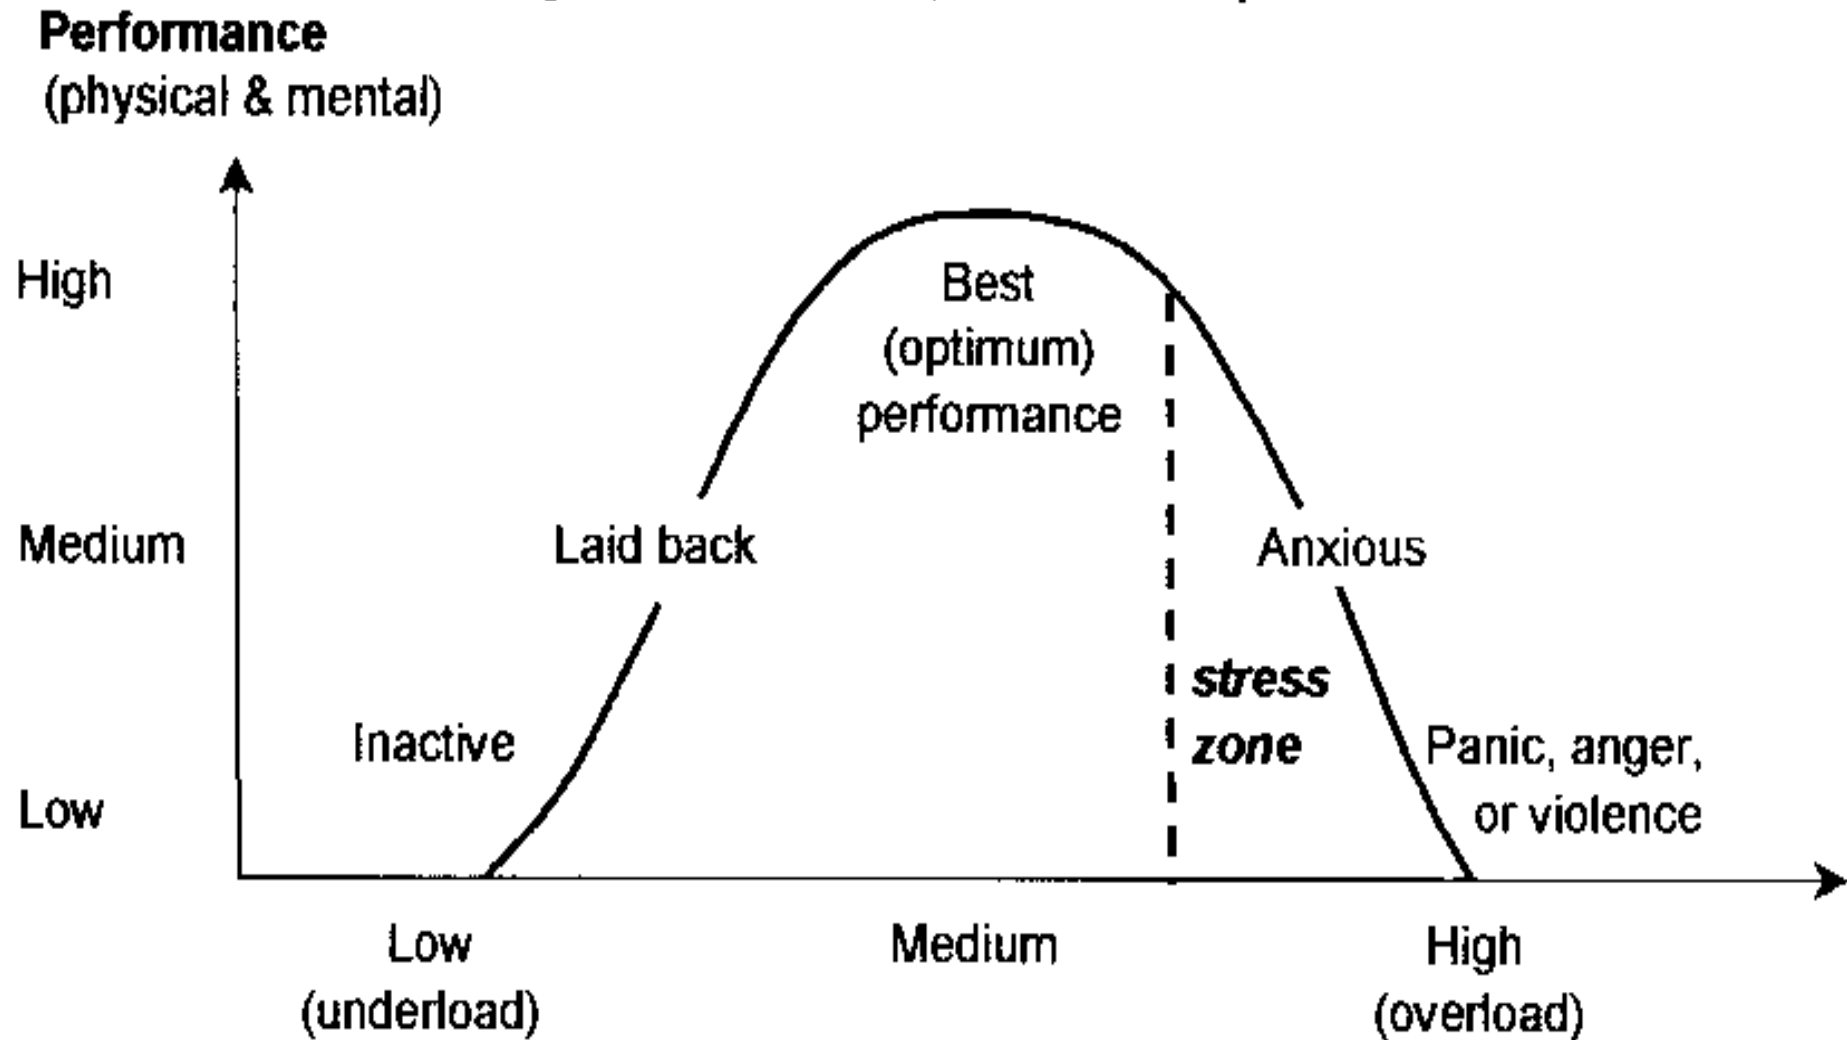 Performance
(physical & mental)
High
Best
(optimum)
performance
Medium
Laid back
Anxious
stress
zone
Inactive
Panic, anger,
or violence
Low
Low
(underload)
Medium
High
(overload)